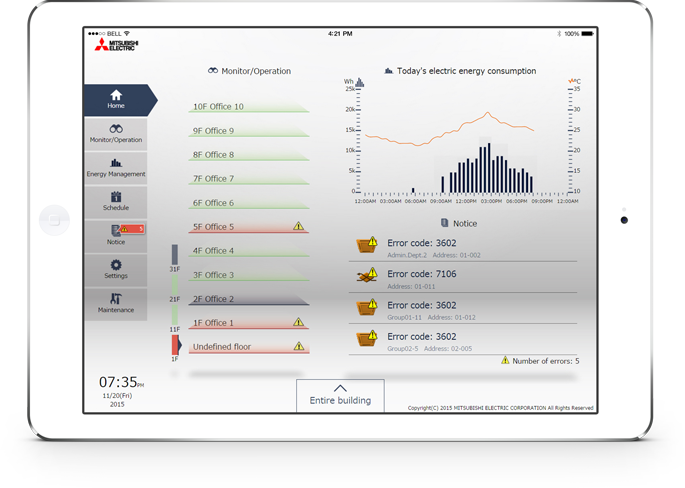 BELL
4:21 PM
100%
MITSUBISHI
ELECTRIC
Home
Monitor/Operation
Energy Management
Schedule
Notice
5
Settings
Maintenance
07:35PM
11/20(Fri)
2015
Monitor/Operation
10F Office 10
9F Office 9
8F Office 8
7F Office 7
6F Office 6
5F Office 5
4F Office 4
3F Office 3
2F Office 2
1F Office 1
Undefined floor
31F
21F
11F
1F
Entire building
Today's electric energy consumption
Wh
°C
25k
20k
15k
10k
5k
0
35
30
25
20
15
10
12:00AM 03:00AM 06:00AM 09:00AM 12:00PM 03:00PM 06:00PM 09:00PM 12:00AM
Notice
Error code: 3602
Admin.Dept.2 Address: 01-002
Error code: 7106
Address: 01-011
Error code: 3602
Group01-11 Address: 01-012
Error code: 3602
Group02-5 Address: 02-005
Number of errors: 5
Copyright(C) 2015 MITSUBISHI ELECTRIC CORPORATION All Rights Reserved